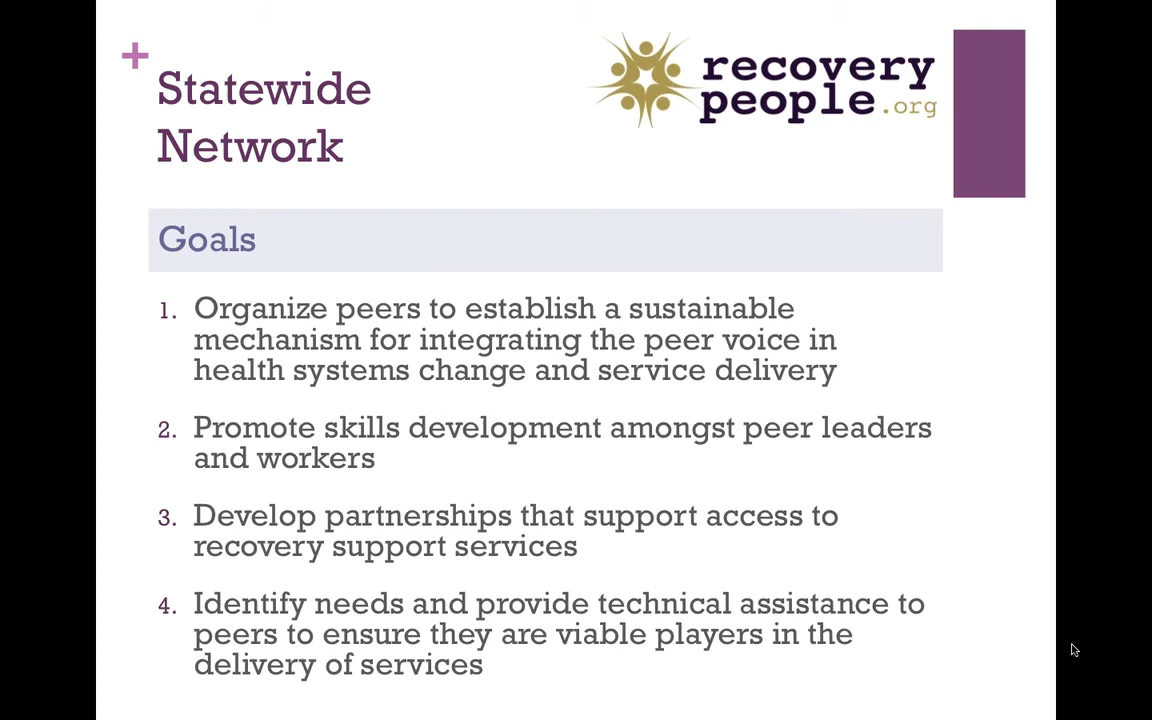 +
Statewide
Network
recovery
people.org
Goals
1. Organize peers to establish a sustainable
mechanism for integrating the peer voice in
health systems change and service delivery
2. Promote skills development amongst peer leaders
and workers
3. Develop partnerships that support access to
recovery support services
4. Identify needs and provide technical assistance to
peers to ensure they are viable players in the
delivery of services